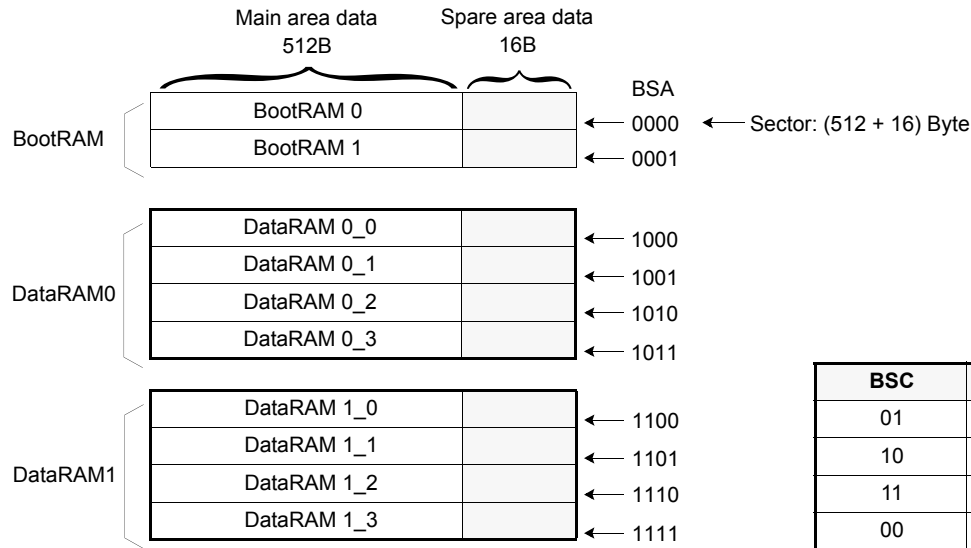 Main area data Spare area data
512B 16B
BSA
BootRAM 0 0000 Sector: (512 + 16) Byte
BootRAM
BootRAM 1 0001
DataRAM 0_0 1000
DataRAM 0_1 1001
DataRAM0
DataRAM 0_2 1010
DataRAM 0_3 1011
DataRAM 1_0 1100
DataRAM 1_1 1101
DataRAM1
DataRAM 1_2 1110
DataRAM 1_3 1111
BSC
01
10
11
00